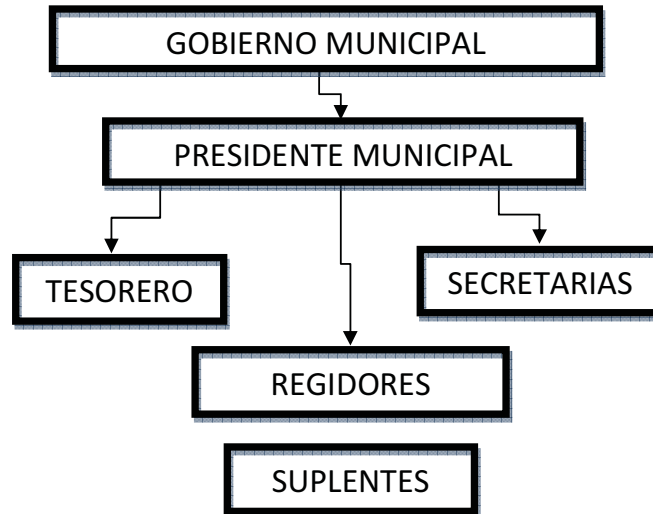 GOBIERNO MUNICIPAL
PRESIDENTE MUNICIPAL
TESORERO
SECRETARIAS
REGIDORES
SUPLENTES